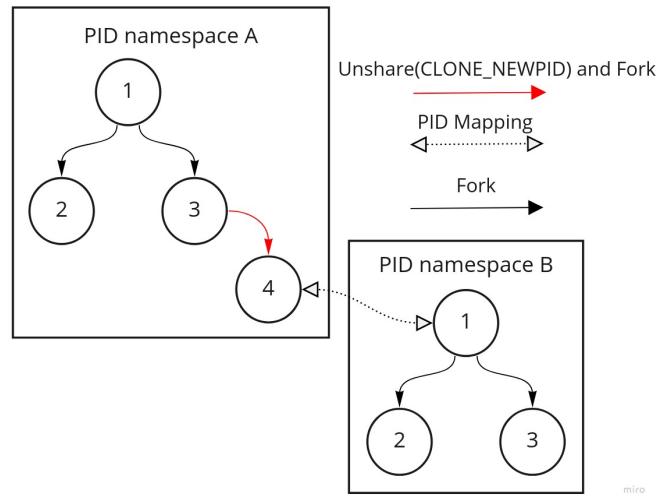 PID namespace A
1
2
3
4
Unshare(CLONE_NEWPID) and Fork
PID Mapping
Fork
PID namespace B
1
2
3
miro